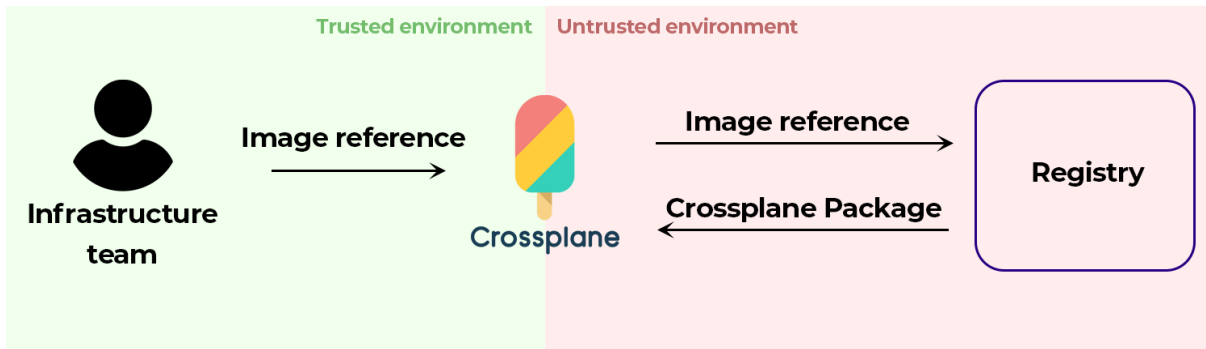 Trusted environment
Untrusted environment
Image reference
Image reference
Registry
Crossplane Package
Infrastructure
team
Crossplane